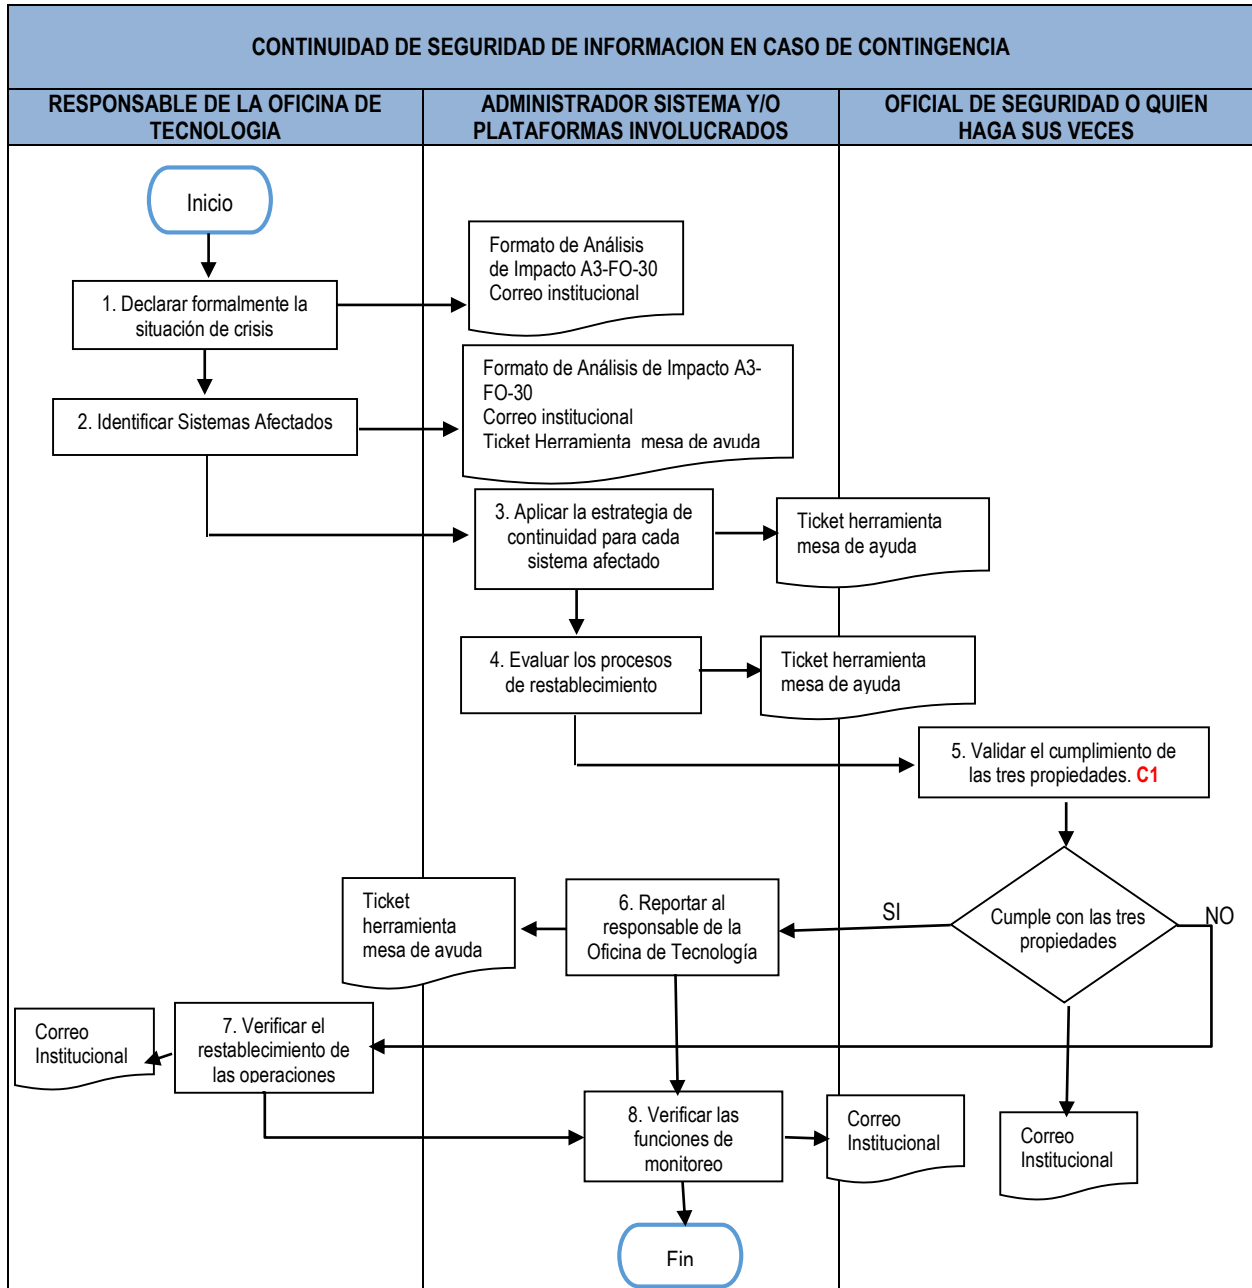 CONTINUIDAD DE SEGURIDAD DE INFORMACION EN CASO DE CONTINGENCIA
RESPONSABLE DE LA OFICINA DE
TECNOLOGIA
ADMINISTRADOR SISTEMA Y/O
PLATAFORMAS INVOLUCRADOS
OFICIAL DE SEGURIDAD O QUIEN
HAGA SUS VECES
Inicio
Formato de Análisis
de Impacto A3-FO-30
Correo institucional
1. Declarar formalmente la
situación de crisis
Formato de Análisis de Impacto A3-
FO-30
Correo institucional
Ticket Herramienta mesa de ayuda
2. Identificar Sistemas Afectados
3. Aplicar la estrategia de
continuidad para cada
sistema afectado
Ticket herramienta
mesa de ayuda
4. Evaluar los procesos
de restablecimiento
Ticket herramienta
mesa de ayuda
5. Validar el cumplimiento de
las tres propiedades. C1
Cumple con las tres
propiedades
SI
NO
6. Reportar al
responsable de la
Oficina de Tecnología
Ticket
herramienta
mesa de ayuda
7. Verificar el
restablecimiento de
las operaciones
Correo
Institucional
8. Verificar las
funciones de
monitoreo
Correo
Institucional
Correo
Institucional
Fin